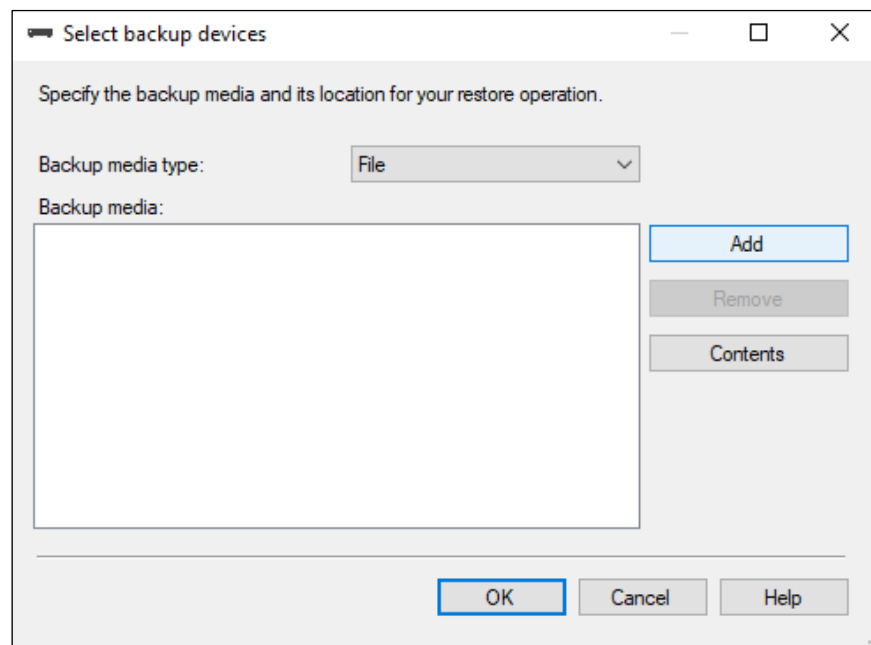 Select backup devices
Specify the backup media and its location for your restore operation.
Backup media type:
File
Backup media:
Add
Remove
Contents
OK
Cancel
Help